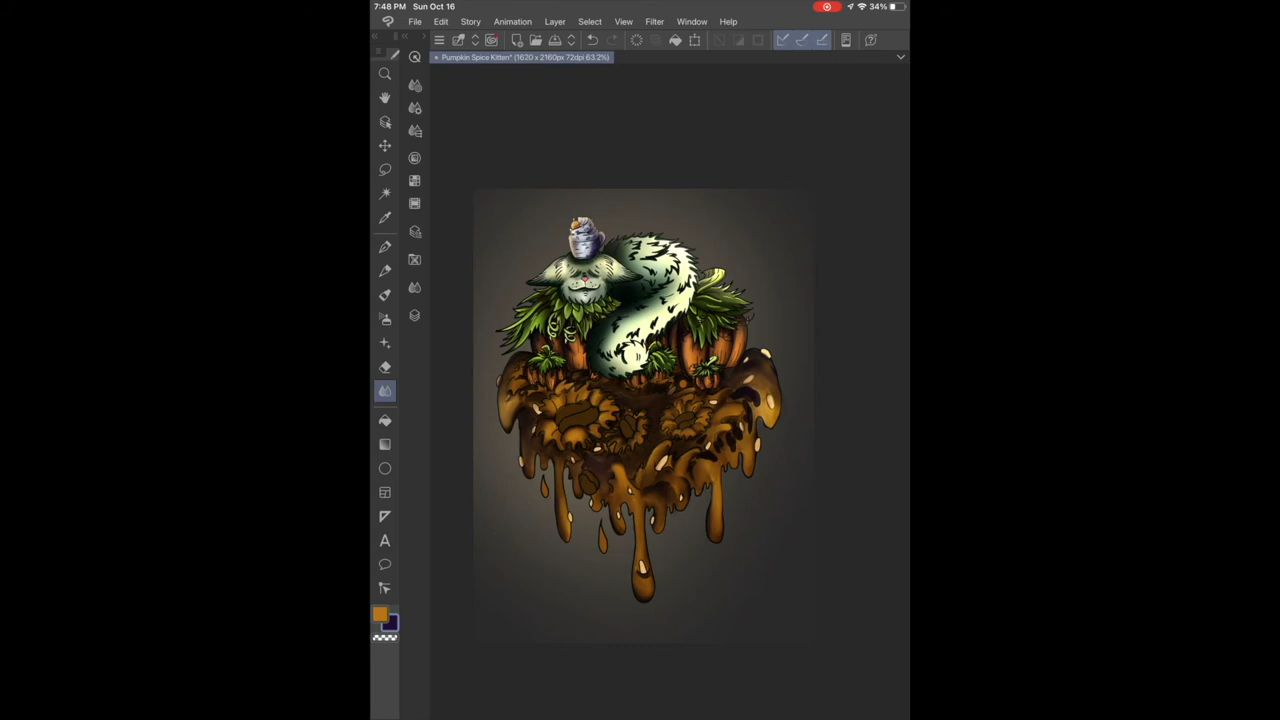 7:48 PM Sun Oct 16 34%
File Edit Story Animation Layer Select View Filter Window Help
Pumpkin Spice Kitten* (1620 x 2160px 72dpi 63.2%)